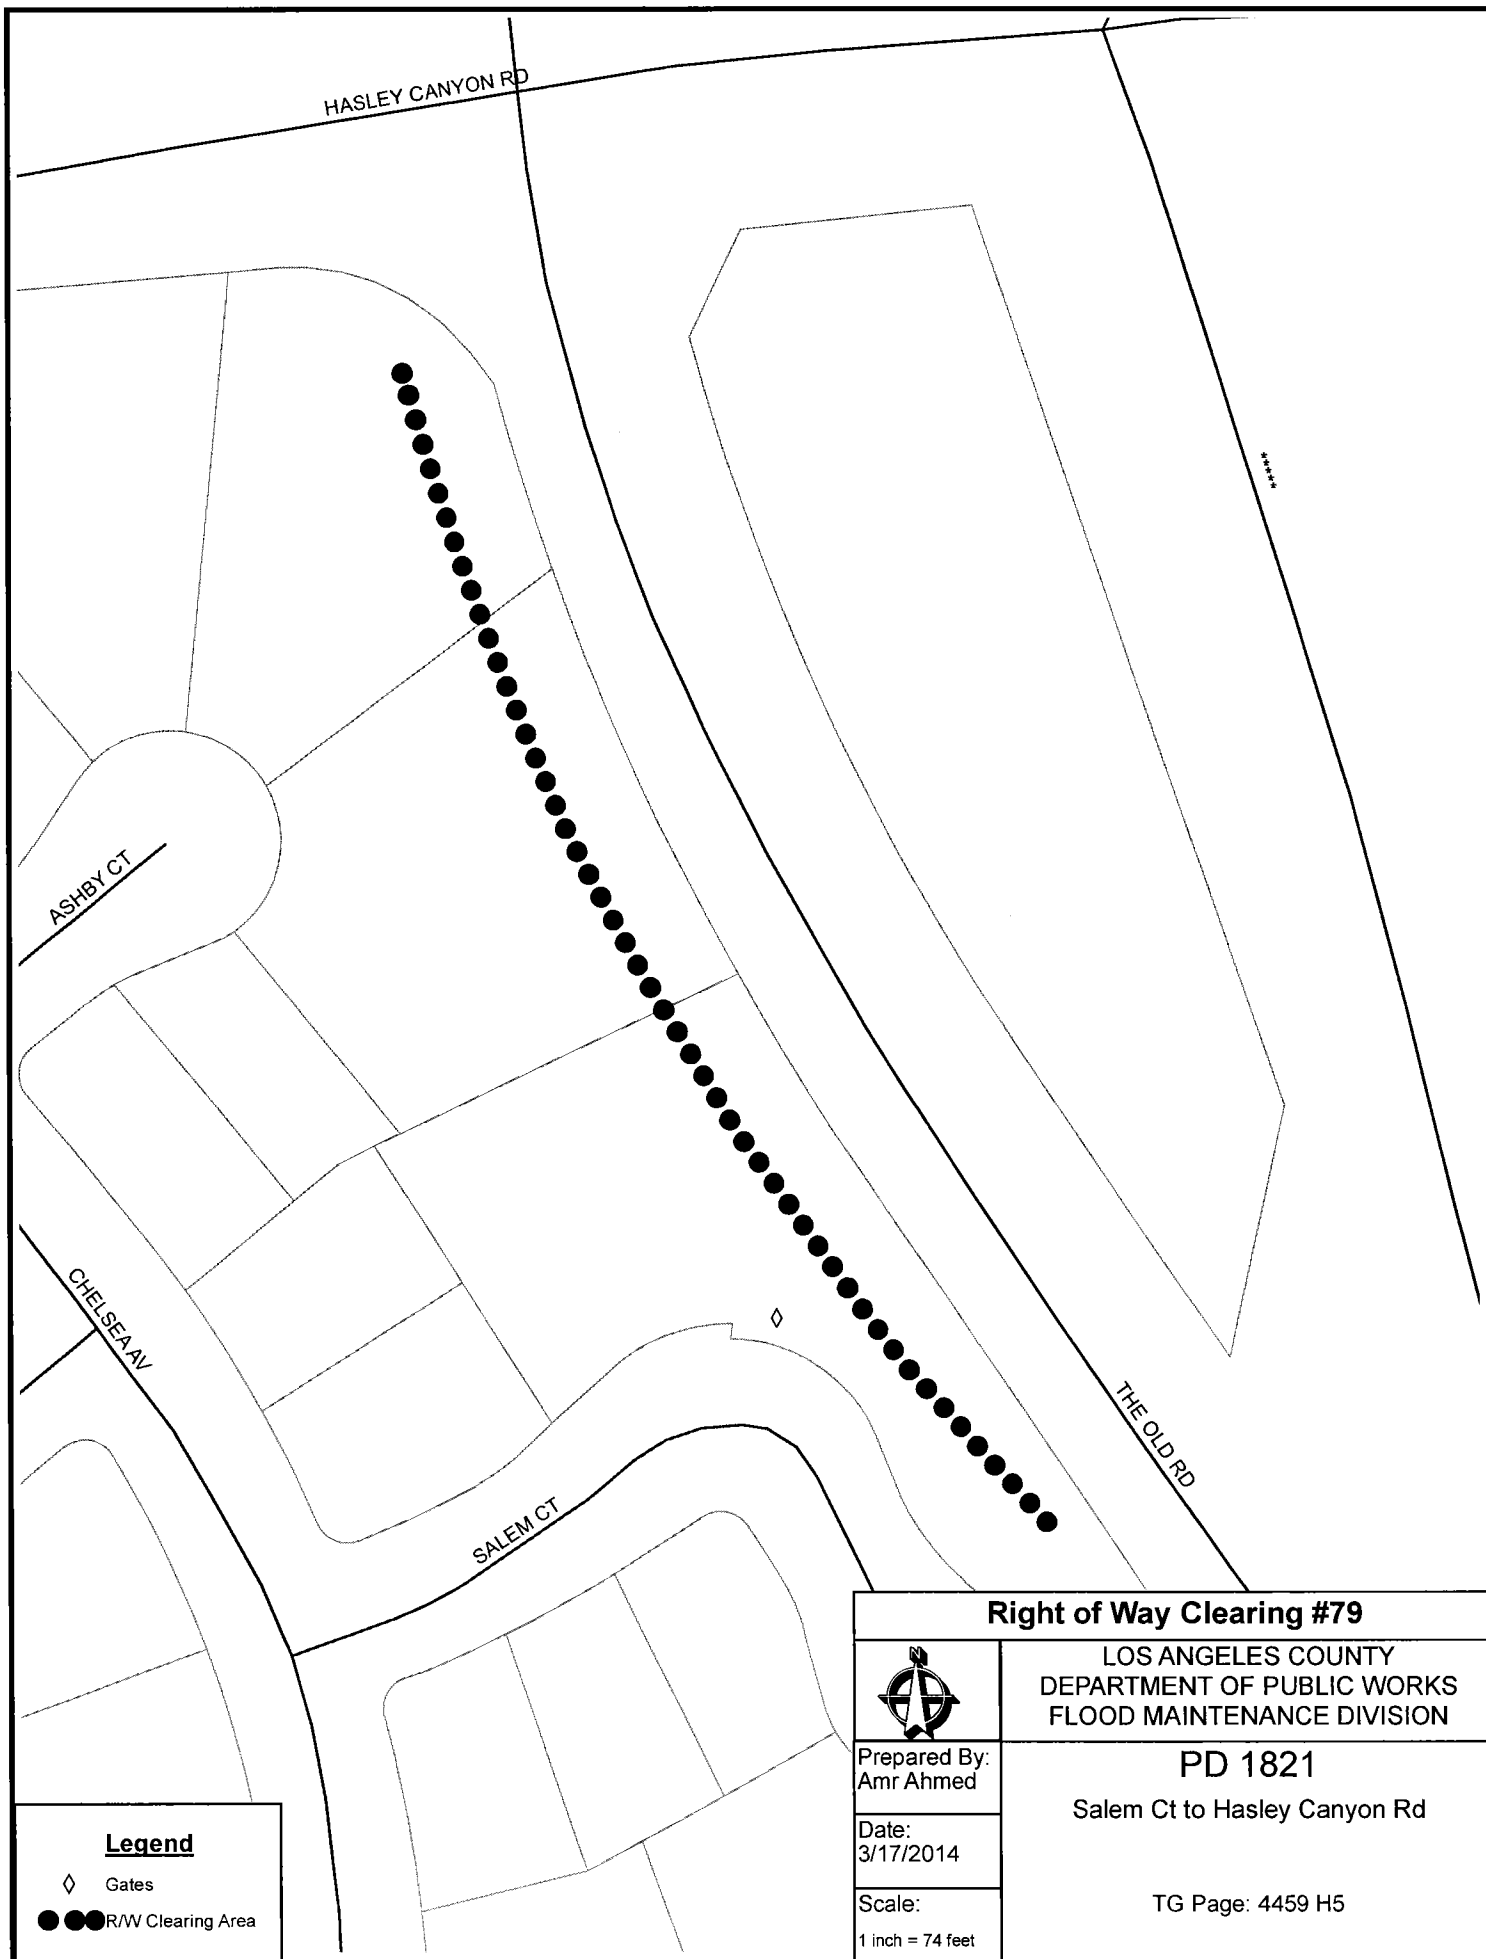 HASLEY CANYON RD
*****
ASHBY CT
CHELSEA AV
THE OLD RD
SALEM CT
Right of Way Clearing #79
N
LOS ANGELES COUNTY
DEPARTMENT OF PUBLIC WORKS
FLOOD MAINTENANCE DIVISION
Prepared By:
Amr Ahmed
PD 1821
Salem Ct to Hasley Canyon Rd
Date:
3/17/2014
Scale:
1 inch = 74 feet
TG Page: 4459 H5
Legend
Gates
R/W Clearing Area